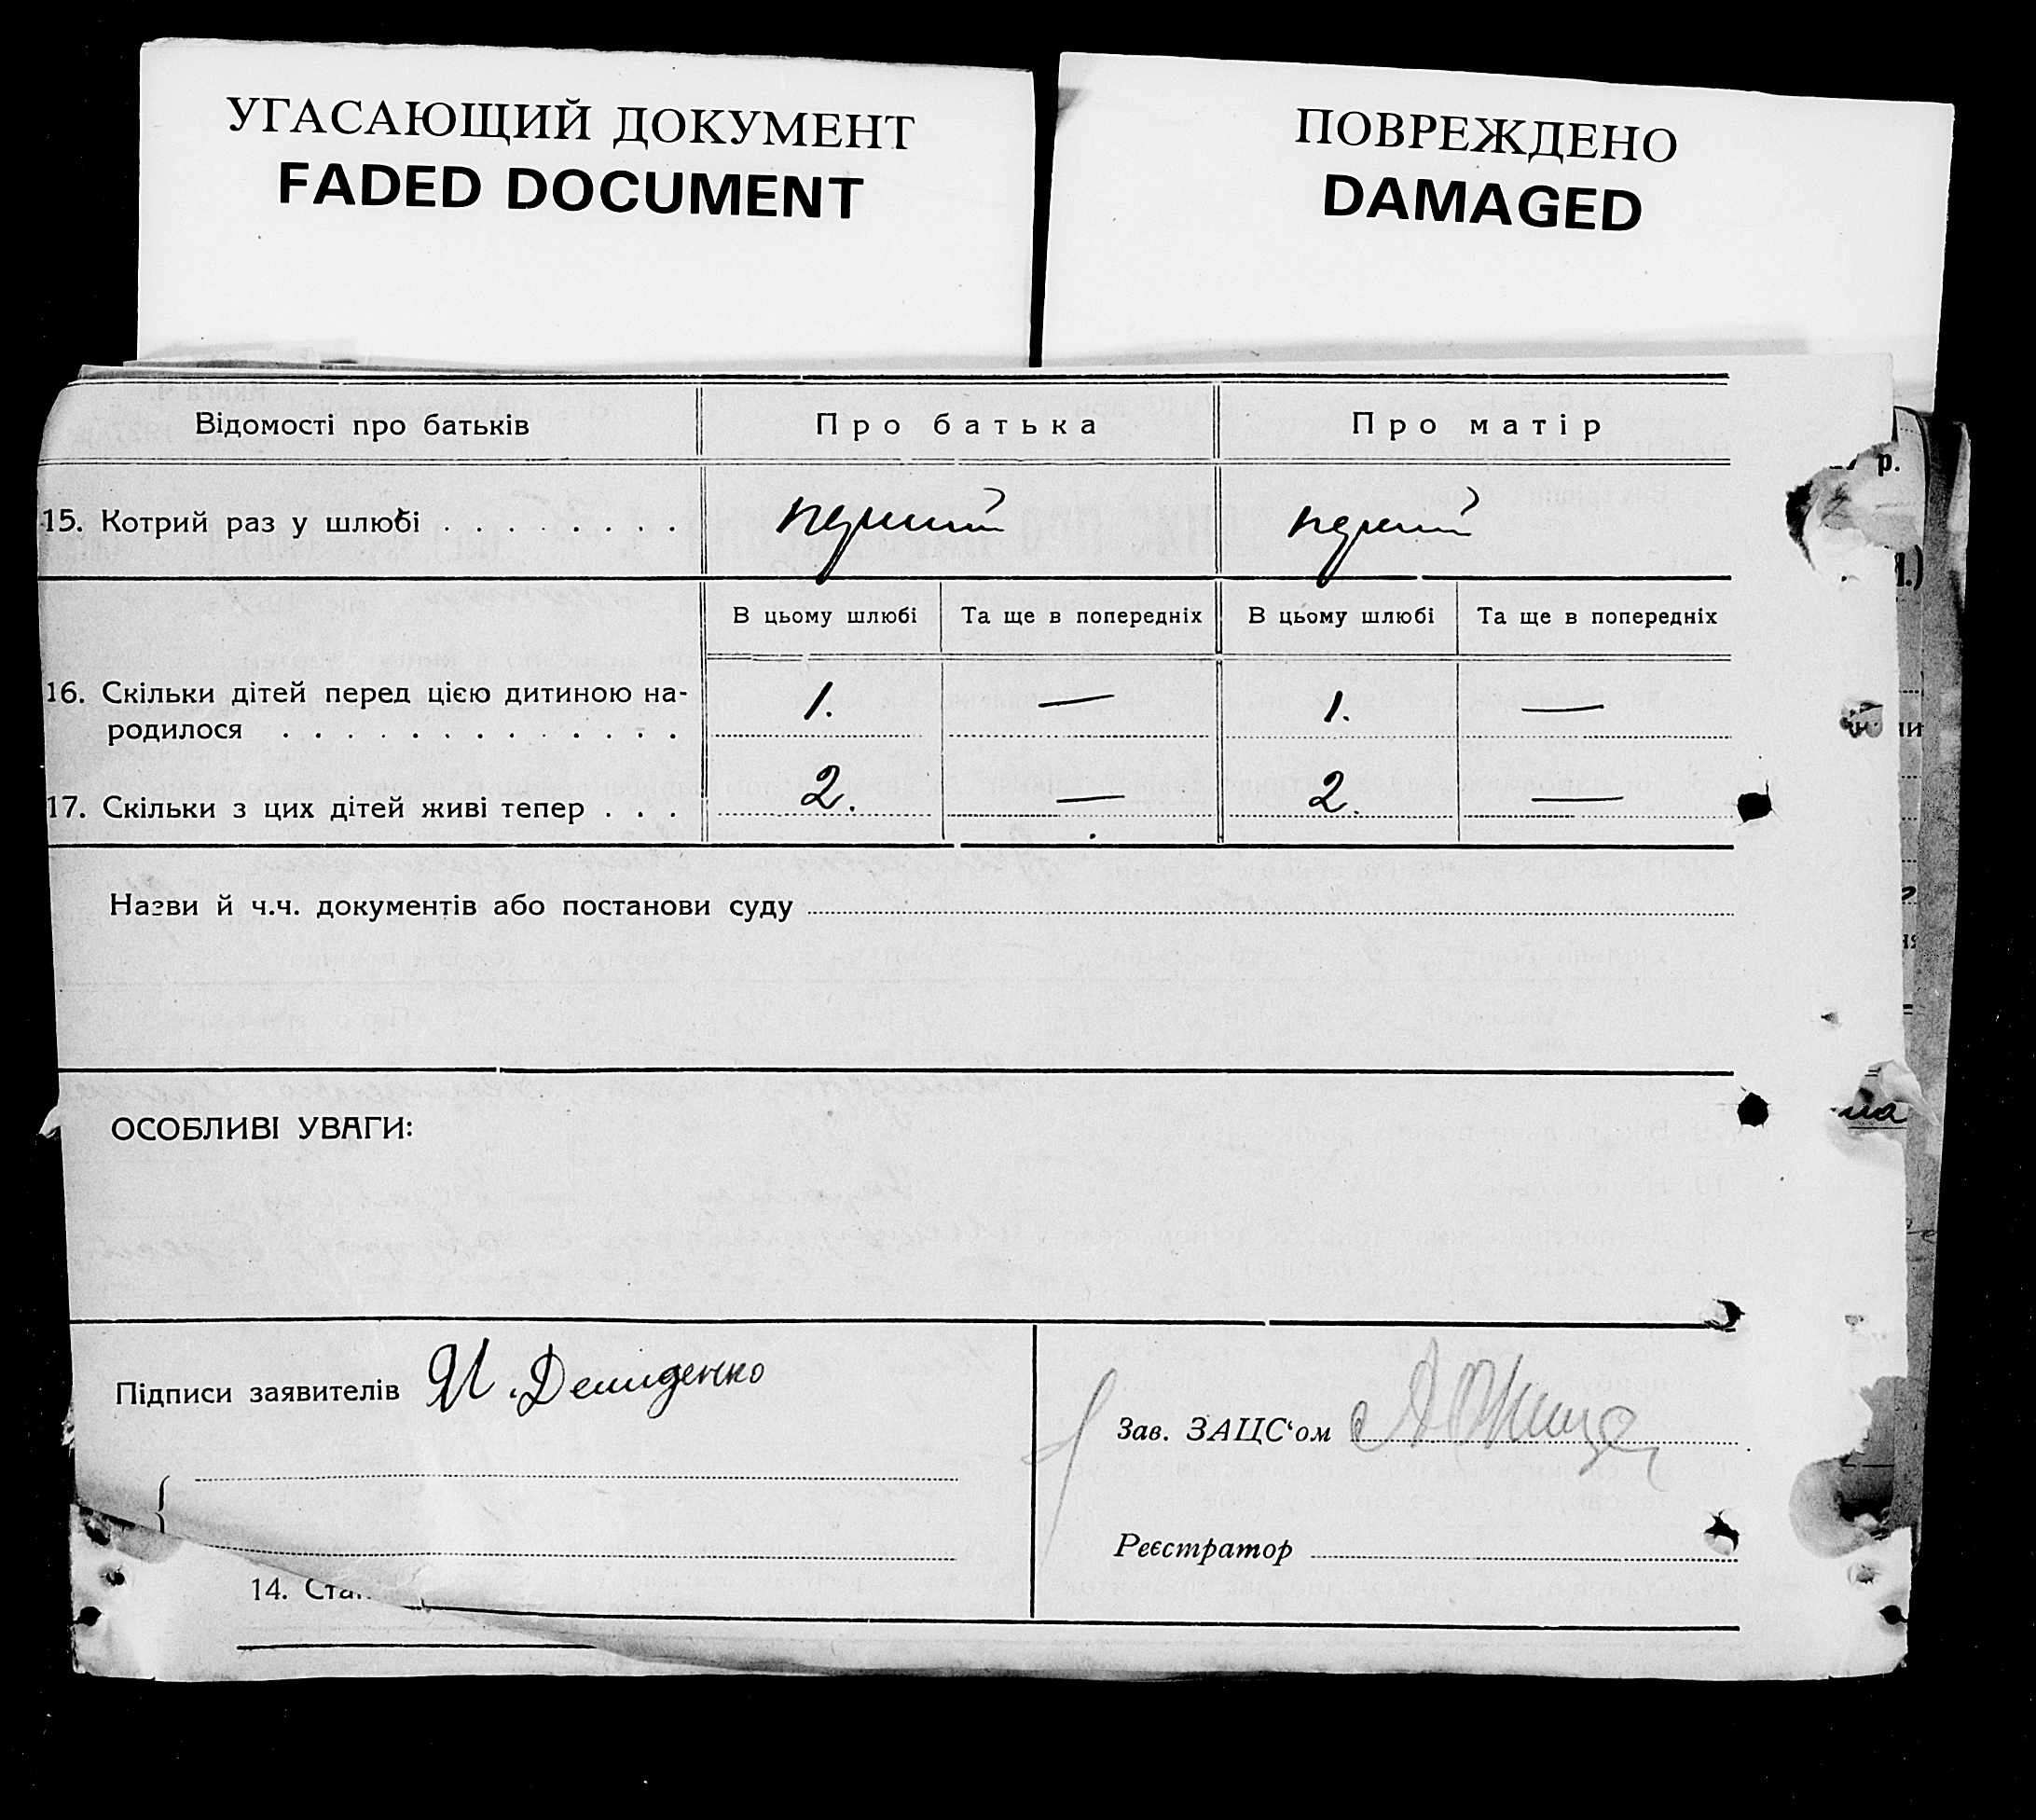 УГАСАЮЩИЙ ДОКУМЕНТ
FADED DOCUMENT
ПОВРЕЖДЕНО
DAMAGED
Відомості про батьків Про батька Про матір
р.
15. Котрий раз у шлюбі . . . . . . . . перший перший
В цьому шлюбі Та ще в попередніх В цьому шлюбі Та ще в попередніх
16. Скільки дітей перед цією дитиною на-
родилося . . . . . . . . . . . . . 1. — 1. —
17. Скільки з цих дітей живі тепер . . . 2. — 2. —
Назви й ч.ч. документів або постанови суду
ОСОБЛИВІ УВАГИ:
Підписи заявителів Демиденко
Зав. ЗАЦС‘ом
Реєстратор
14.